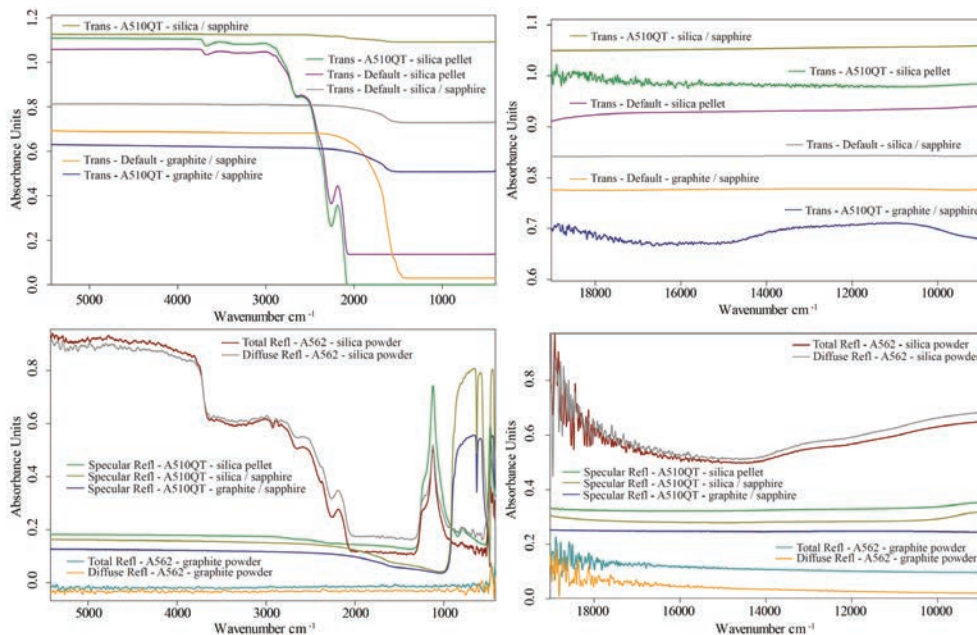 1.2
1.0
0.8
0.6
0.4
0.2
0.0
Absorbance Units
Trans - A510QT - silica / sapphire
Trans - A510QT - silica pellet
Trans - Default - silica pellet
Trans - Default - silica / sapphire
Trans - Default - graphite / sapphire
Trans - A510QT - graphite / sapphire
5000 4000 3000 2000 1000
Wavenumber cm⁻¹
1.1
1.0
0.9
0.8
0.7
0.6
Absorbance Units
Trans - A510QT - silica / sapphire
Trans - A510QT - silica pellet
Trans - Default - silica pellet
Trans - Default - silica / sapphire
Trans - Default - graphite / sapphire
Trans - A510QT - graphite / sapphire
18000 16000 14000 12000 10000
Wavenumber cm⁻¹
0.8
0.6
0.4
0.2
0.0
Absorbance Units
Total Refl - A562 - silica powder
Diffuse Refl - A562 - silica powder
Specular Refl - A510QT - silica pellet
Specular Refl - A510QT - silica / sapphire
Specular Refl - A510QT - graphite / sapphire
Total Refl - A562 - graphite powder
Diffuse Refl - A562 - graphite powder
5000 4000 3000 2000 1000
Wavenumber cm⁻¹
0.8
0.6
0.4
0.2
0.0
Absorbance Units
Total Refl - A562 - silica powder
Diffuse Refl - A562 - silica powder
Specular Refl - A510QT - silica pellet
Specular Refl - A510QT - silica / sapphire
Specular Refl - A510QT - graphite / sapphire
Total Refl - A562 - graphite powder
Diffuse Refl - A562 - graphite powder
18000 16000 14000 12000 10000
Wavenumber cm⁻¹